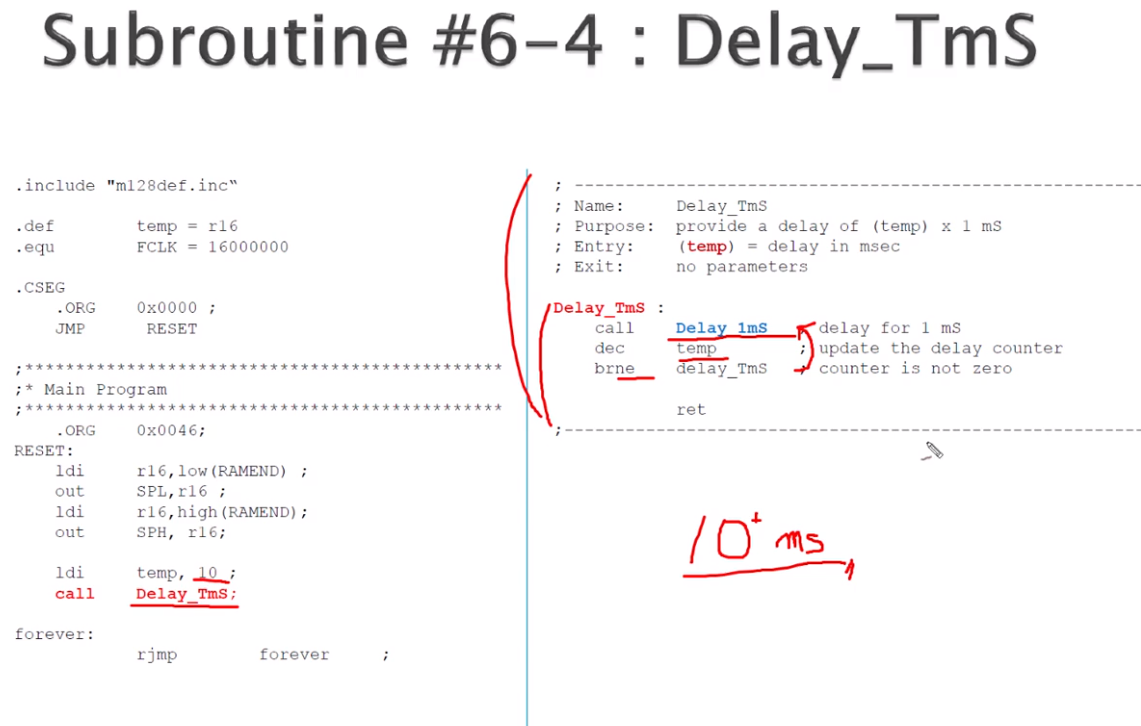 Subroutine #6-4 : Delay_TmS
.include "m128def.inc“
.def temp = r16
.equ FCLK = 16000000
.CSEG
.ORG 0x0000 ;
JMP RESET
;***********************************************
;* Main Program
;***********************************************
.ORG 0x0046;
RESET:
ldi r16,low(RAMEND) ;
out SPL,r16 ;
ldi r16,high(RAMEND);
out SPH, r16;
ldi temp, 10 ;
call Delay_TmS;
forever:
rjmp forever ;
; --------------------------------------------------------
; Name: Delay_TmS
; Purpose: provide a delay of (temp) x 1 mS
; Entry: (temp) = delay in msec
; Exit: no parameters
Delay_TmS :
call Delay_1mS ; delay for 1 mS
dec temp ; update the delay counter
brne delay_TmS ; counter is not zero
ret
;---------------------------------------------------------
10+ ms